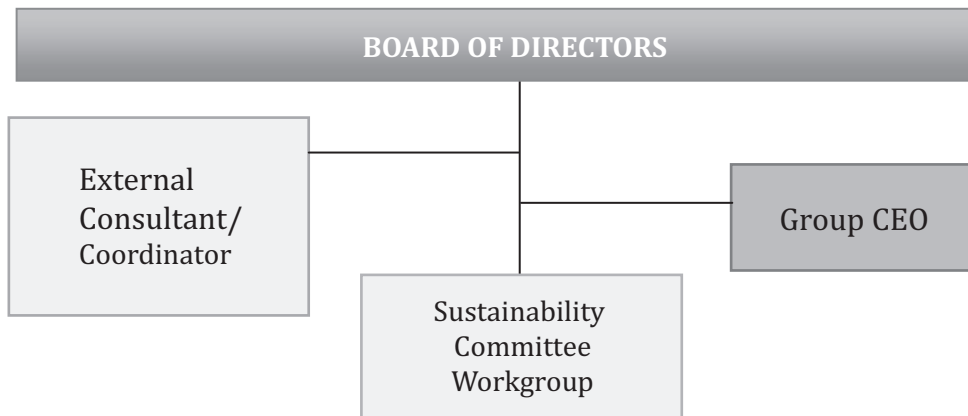 BOARD OF DIRECTORS
External
Consultant/
Coordinator
Group CEO
Sustainability
Committee
Workgroup